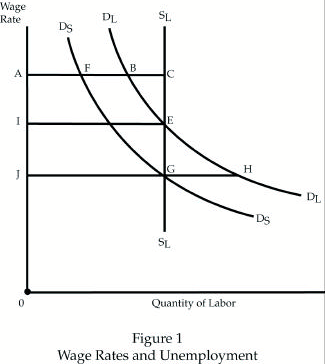 Wage
Rate
DS
DL
SL
A
F
B
C
I
E
J
G
H
DL
DS
SL
0
Quantity of Labor
Figure 1
Wage Rates and Unemployment